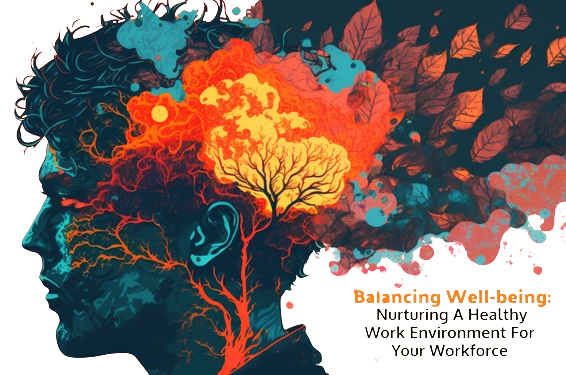 Balancing Well-being:
Nurturing A Healthy
Work Environment For
Your Workforce